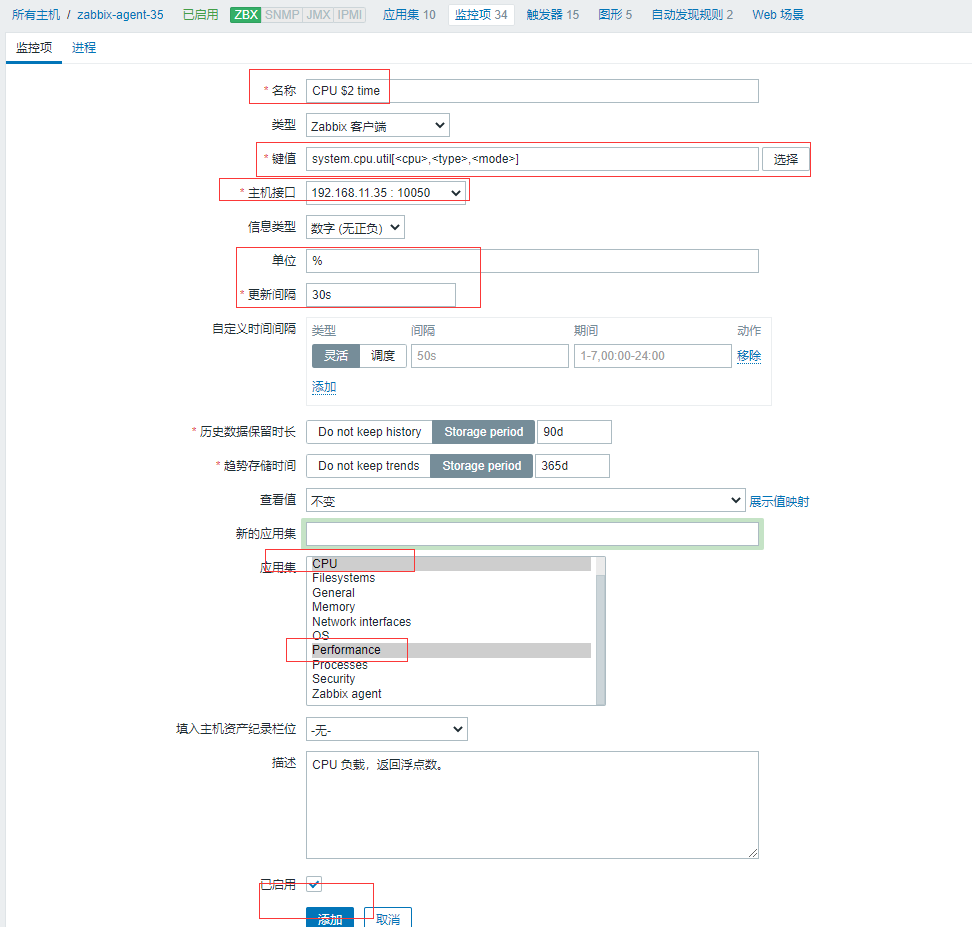 所有主机 / zabbix-agent-35 已启用 ZBX SNMP JMX IPMI 应用集 10 监控项 34 触发器 15 图形 5 自动发现规则 2 Web 场景
监控项 进程
* 名称 CPU $2 time
类型 Zabbix 客户端
* 键值 system.cpu.util[<cpu>,<type>,<mode>] 选择
* 主机接口 192.168.11.35 : 10050
信息类型 数字 (无正负)
单位 %
* 更新间隔 30s
自定义时间间隔 类型 间隔 期间 动作
灵活 调度 50s 1-7,00:00-24:00 移除
添加
* 历史数据保留时长 Do not keep history Storage period 90d
* 趋势存储时间 Do not keep trends Storage period 365d
查看值 不变 展示值映射
新的应用集
应用集 CPU
Filesystems
General
Memory
Network interfaces
OS
Performance
Processes
Security
Zabbix agent
填入主机资产纪录栏位 -无-
描述 CPU 负载，返回浮点数。
已启用
添加 取消